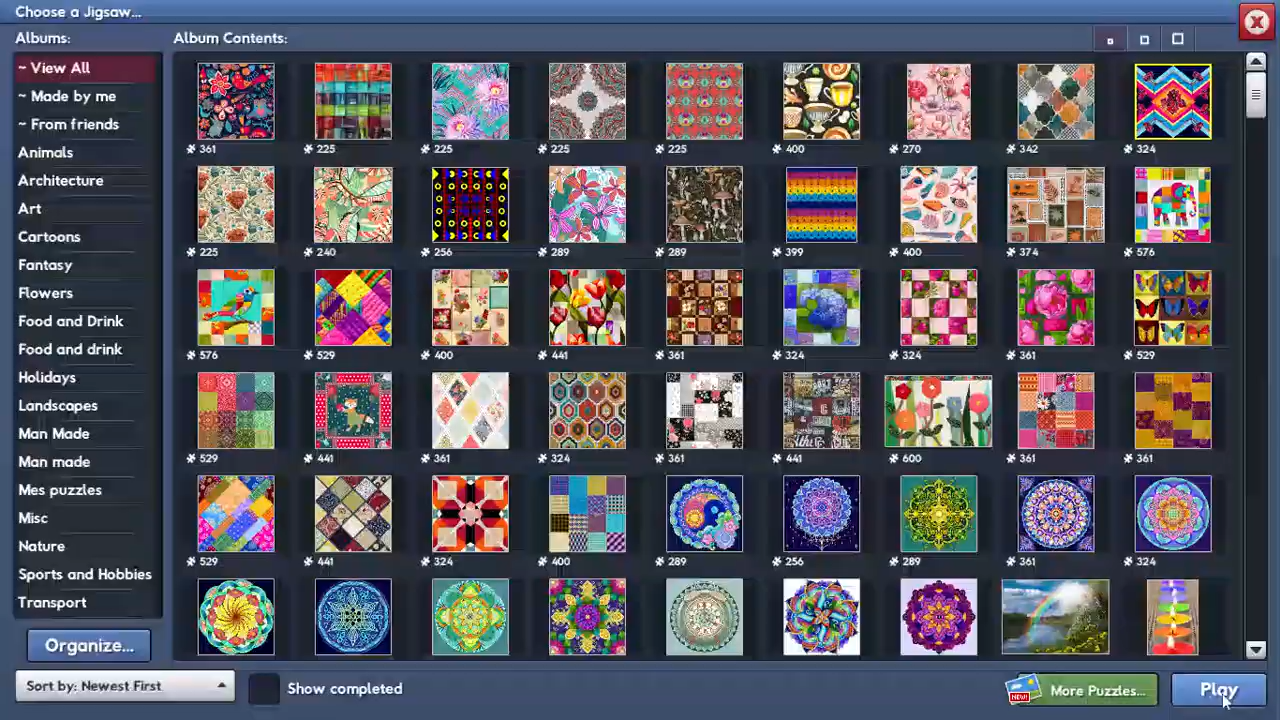 Choose a Jigsaw...
Albums:
Album Contents:
~ View All
~ Made by me
~ From friends
Animals
Architecture
Art
Cartoons
Fantasy
Flowers
Food and Drink
Food and drink
Holidays
Landscapes
Man Made
Man made
Mes puzzles
Misc
Nature
Sports and Hobbies
Transport
361 225 225 225 225 400 270 342 324
225 240 256 289 289 399 400 374 576
576 529 400 441 361 324 324 361 529
529 441 361 324 361 441 600 361 361
529 441 324 400 289 256 289 361 324
Organize...
Sort by: Newest First
Show completed
NEW!
More Puzzles...
Play